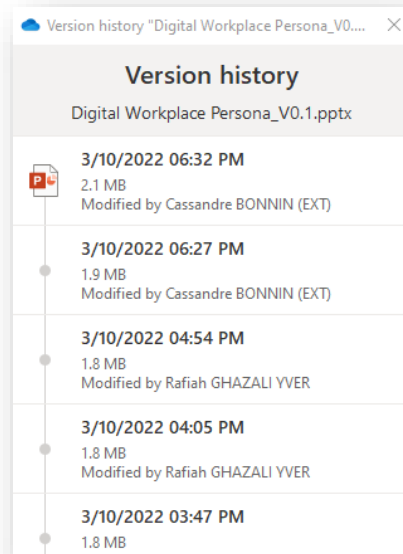 Version history "Digital Workplace Persona_V0....
Version history
Digital Workplace Persona_V0.1.pptx
3/10/2022 06:32 PM
2.1 MB
Modified by Cassandre BONNIN (EXT)
3/10/2022 06:27 PM
1.9 MB
Modified by Cassandre BONNIN (EXT)
3/10/2022 04:54 PM
1.8 MB
Modified by Rafiah GHAZALI YVER
3/10/2022 04:05 PM
1.8 MB
Modified by Rafiah GHAZALI YVER
3/10/2022 03:47 PM
1.8 MB